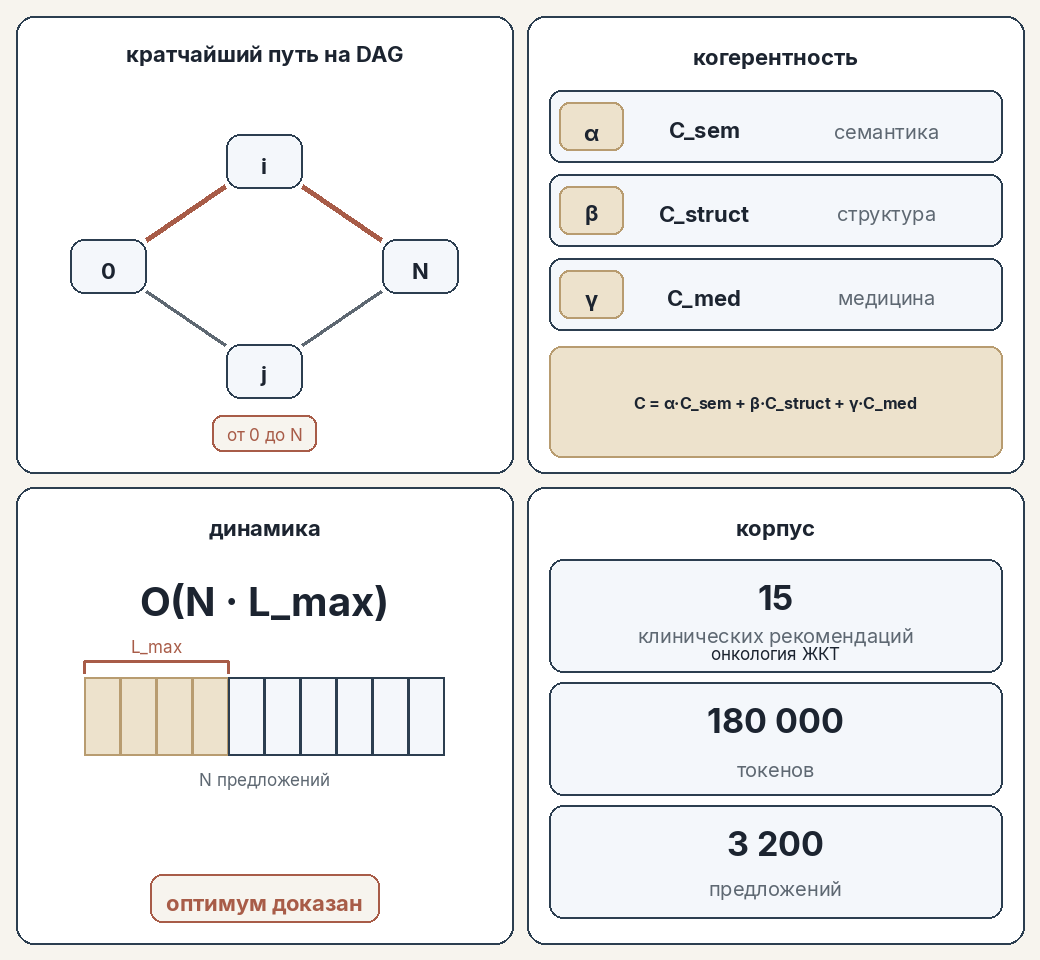 кратчайший путь на DAG
i
0
N
j
от 0 до N
когерентность
α
C_sem
семантика
β
C_struct
структура
γ
C_med
медицина
C = α·C_sem + β·C_struct + γ·C_med
динамика
O(N · L_max)
L_max
N предложений
оптимум доказан
корпус
15
клинических рекомендаций
онкология ЖКТ
180 000
токенов
3 200
предложений